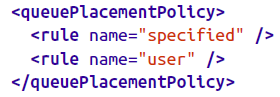 <queuePlacementPolicy>
<rule name="specified" />
<rule name="user" />
</queuePlacementPolicy>